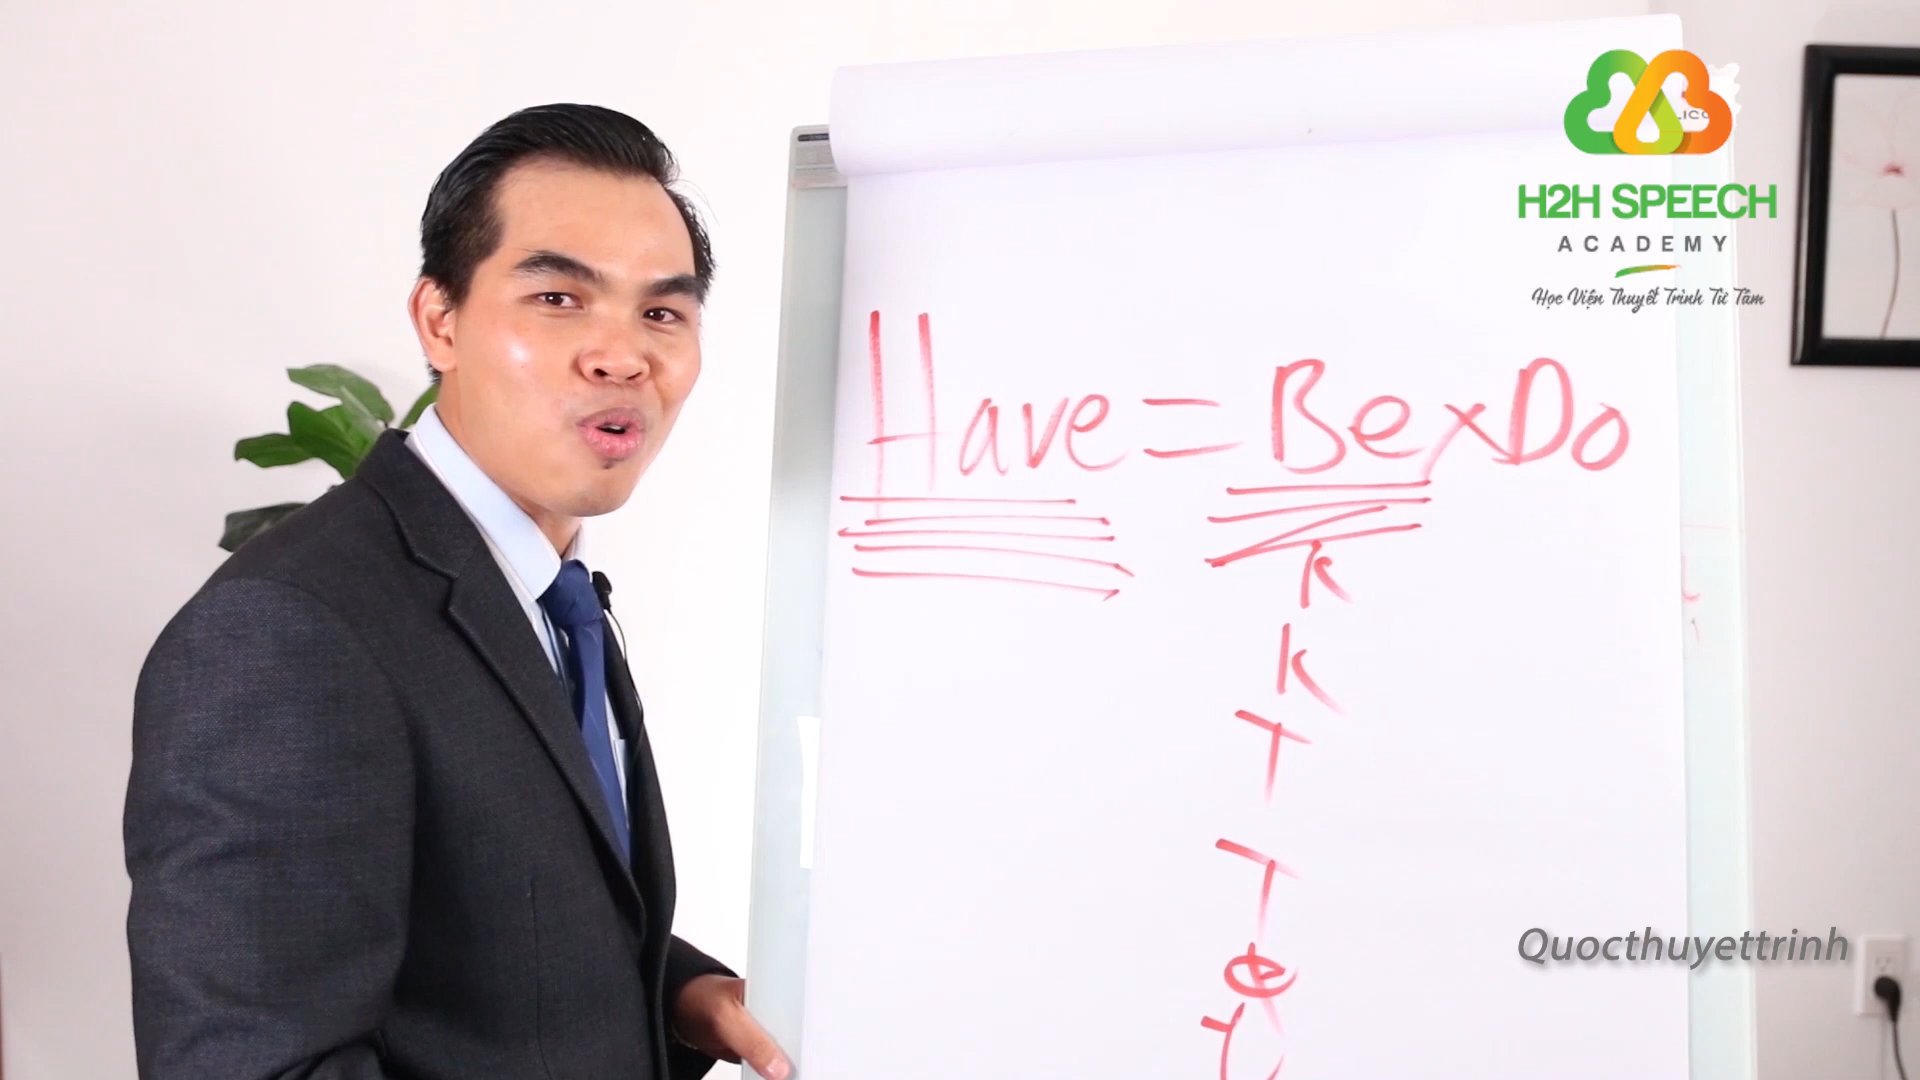 H2H SPEECH
ACADEMY
Học Viện Thuyết Trình Từ Tâm
Have = Be x Do
K
K
T
T
Quocthuyettrinh